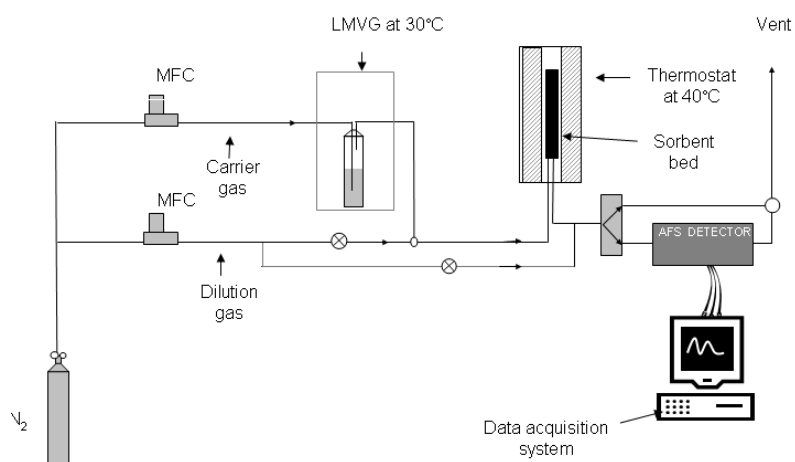 LMVG at 30°C
Vent
MFC
Thermostat
at 40°C
Carrier
gas
Sorbent
bed
MFC
AFS DETECTOR
Dilution
gas
Data acquisition
system